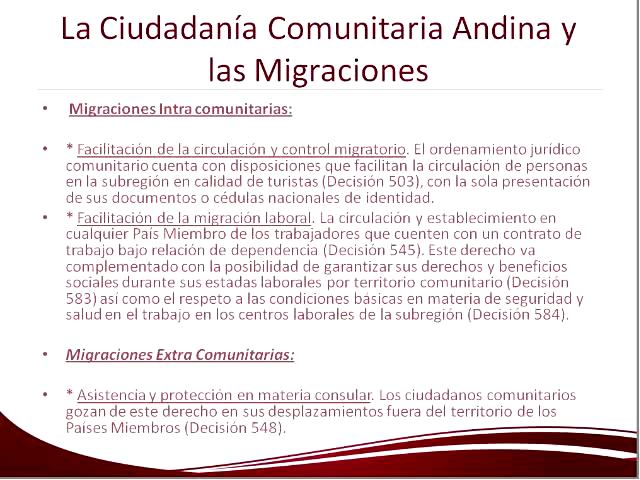 La Ciudadanía Comunitaria Andina y
las Migraciones
• Migraciones Intra comunitarias:
• * Facilitación de la circulación y control migratorio. El ordenamiento jurídico
comunitario cuenta con disposiciones que facilitan la circulación de personas
en la subregión en calidad de turistas (Decisión 503), con la sola presentación
de sus documentos o cédulas nacionales de identidad.
• * Facilitación de la migración laboral. La circulación y establecimiento en
cualquier País Miembro de los trabajadores que cuenten con un contrato de
trabajo bajo relación de dependencia (Decisión 545). Este derecho va
complementado con la posibilidad de garantizar sus derechos y beneficios
sociales durante sus estadas laborales por territorio comunitario (Decisión
583) así como el respeto a las condiciones básicas en materia de seguridad y
salud en el trabajo en los centros laborales de la subregión (Decisión 584).
• Migraciones Extra Comunitarias:
• * Asistencia y protección en materia consular. Los ciudadanos comunitarios
gozan de este derecho en sus desplazamientos fuera del territorio de los
Países Miembros (Decisión 548).